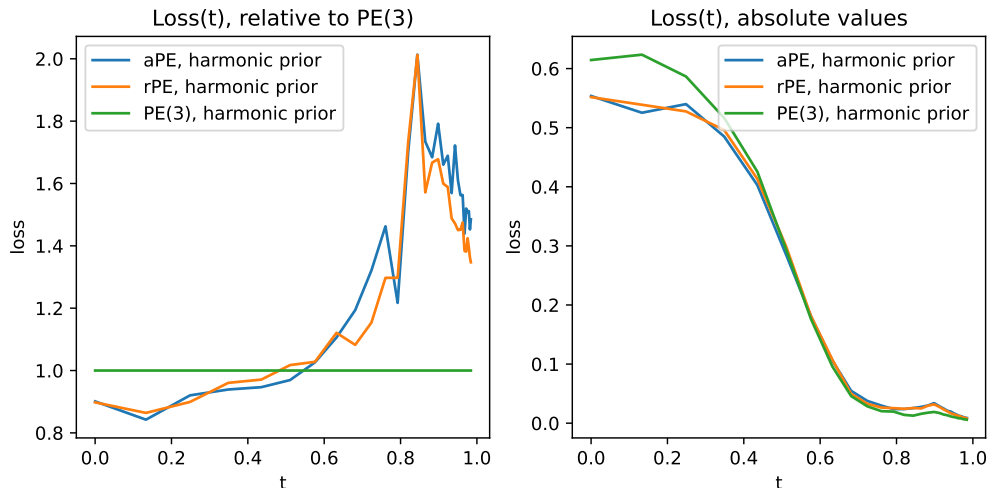 Loss(t), relative to PE(3)
2.0
1.8
1.6
1.4
1.2
1.0
0.8
loss
aPE, harmonic prior
rPE, harmonic prior
PE(3), harmonic prior
0.0 0.2 0.4 0.6 0.8 1.0
t
Loss(t), absolute values
0.6
0.5
0.4
0.3
0.2
0.1
0.0
loss
aPE, harmonic prior
rPE, harmonic prior
PE(3), harmonic prior
0.0 0.2 0.4 0.6 0.8 1.0
t